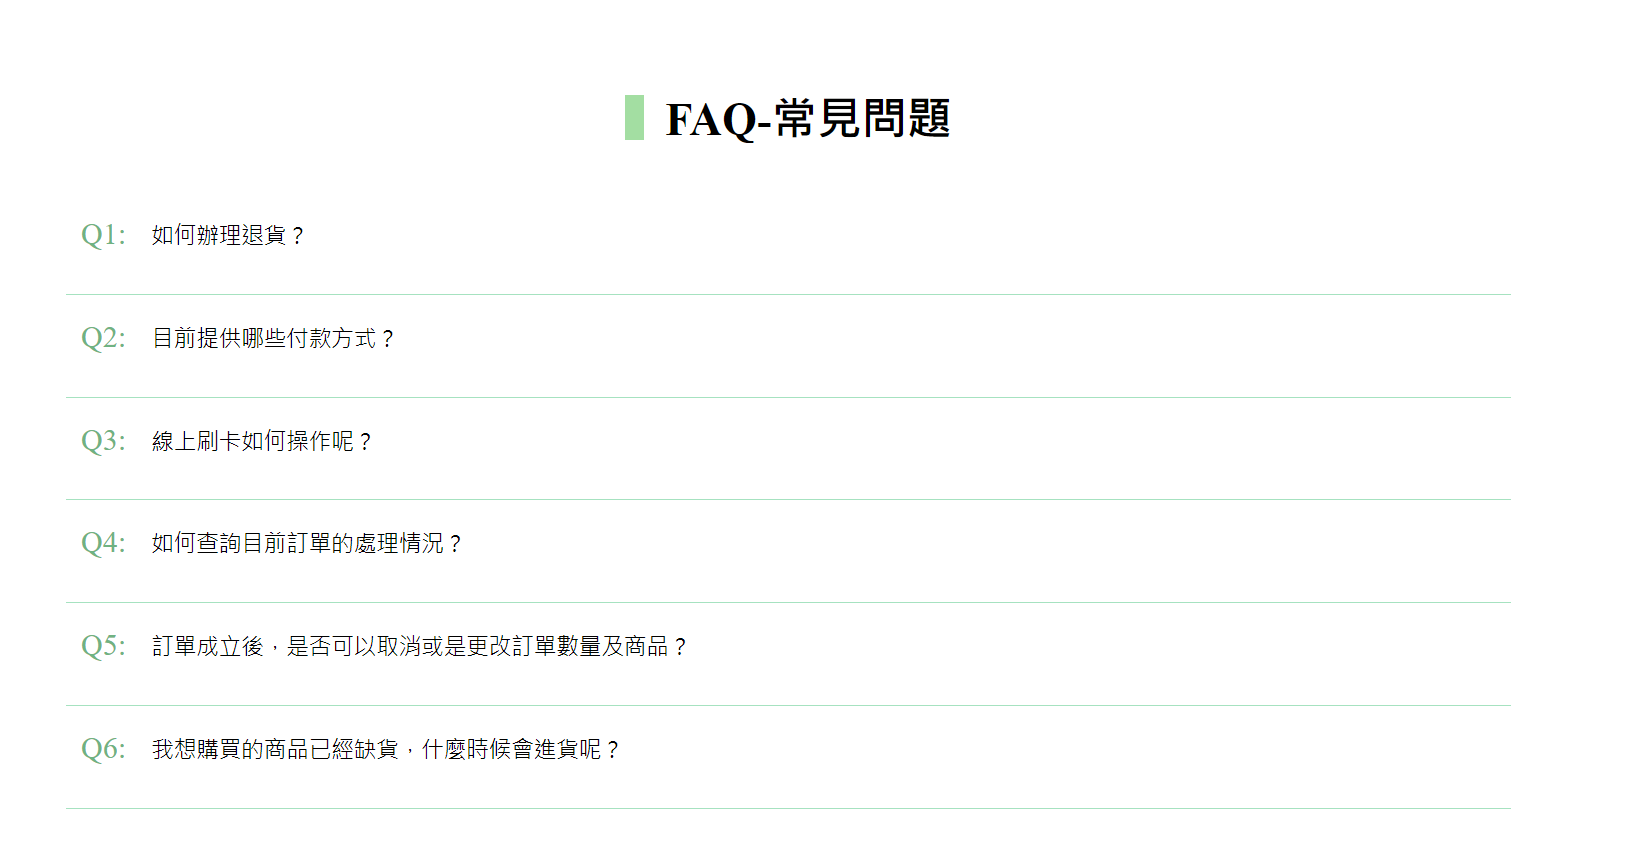 FAQ-常見問題
Q1: 如何辦理退貨？
Q2: 目前提供哪些付款方式？
Q3: 線上刷卡如何操作呢？
Q4: 如何查詢目前訂單的處理情況？
Q5: 訂單成立後，是否可以取消或是更改訂單數量及商品？
Q6: 我想購買的商品已經缺貨，什麼時候會進貨呢？